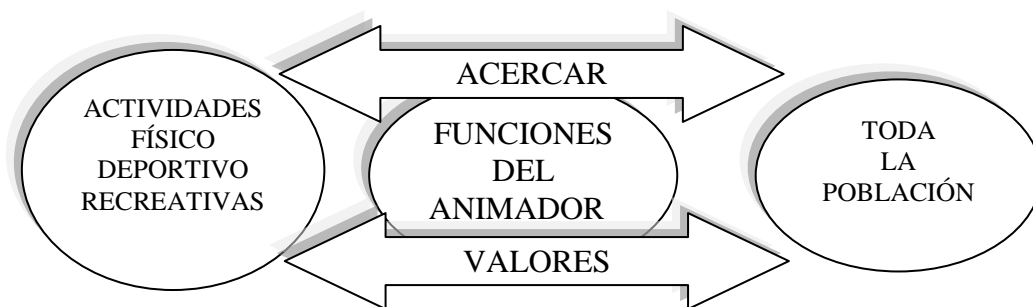 ACTIVIDADES
FÍSICO
DEPORTIVO
RECREATIVAS
ACERCAR
FUNCIONES
DEL
ANIMADOR
VALORES
TODA
LA
POBLACIÓN